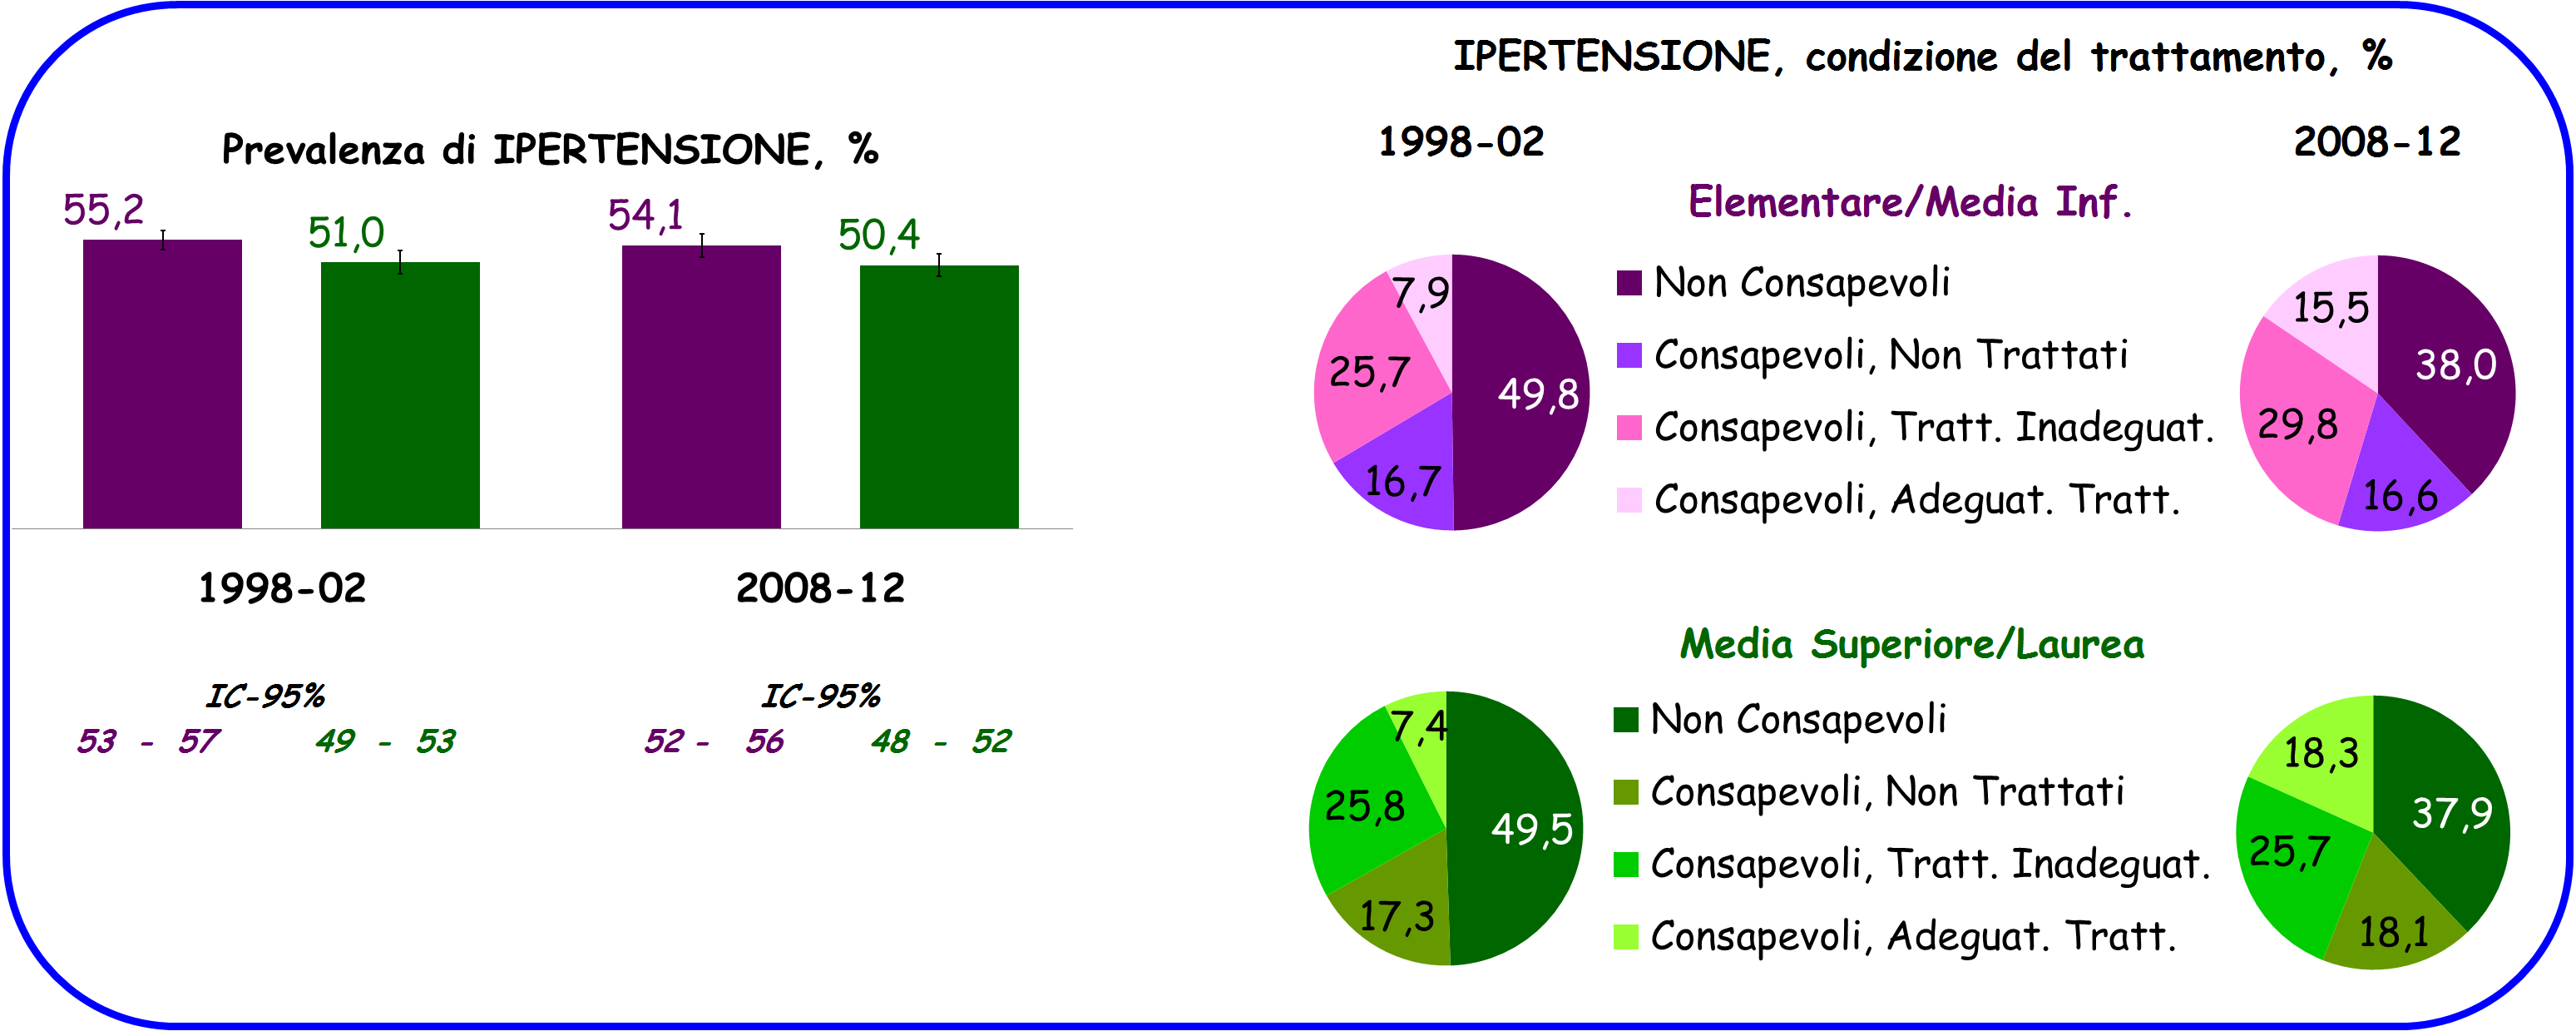 Prevalenza di IPERTENSIONE, %
55,2
51,0
54,1
50,4
1998-02
2008-12
IC-95%
IC-95%
53 - 57
49 - 53
52 - 56
48 - 52
IPERTENSIONE, condizione del trattamento, %
1998-02
2008-12
Elementare/Media Inf.
7,9
25,7
49,8
16,7
Non Consapevoli
Consapevoli, Non Trattati
Consapevoli, Tratt. Inadeguat.
Consapevoli, Adeguat. Tratt.
15,5
38,0
29,8
16,6
Media Superiore/Laurea
7,4
25,8
49,5
17,3
Non Consapevoli
Consapevoli, Non Trattati
Consapevoli, Tratt. Inadeguat.
Consapevoli, Adeguat. Tratt.
18,3
37,9
25,7
18,1